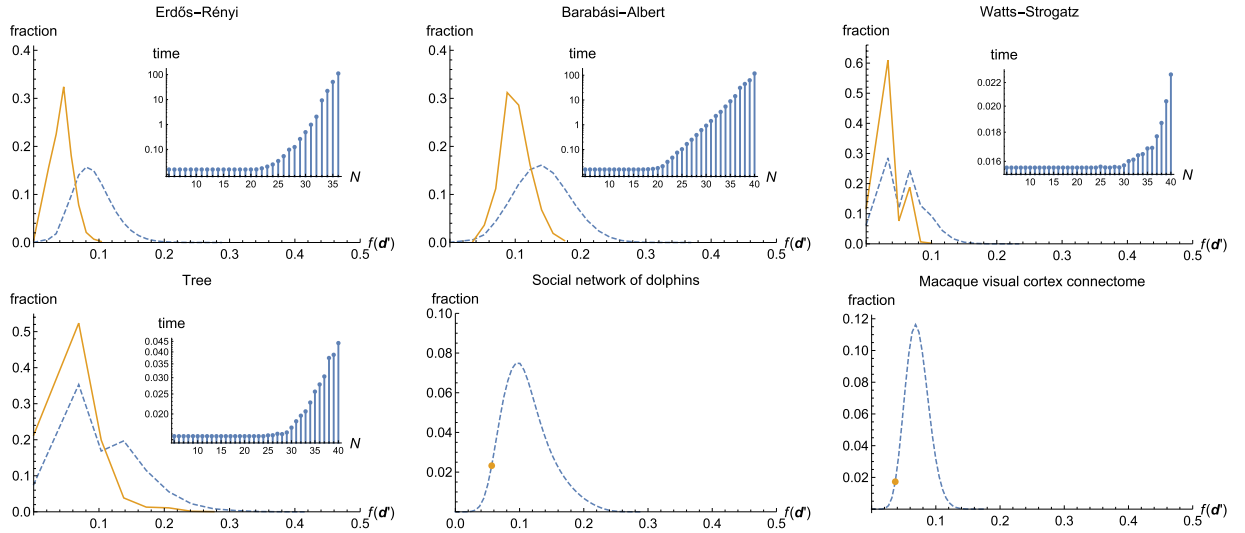 Erdős–Rényi
fraction
0.4
0.3
0.2
0.1
0.0
0.1 0.2 0.3 0.4 0.5
f(d')
time
100
10
1
0.10
10 15 20 25 30 35 N
Barabási–Albert
fraction
0.4
0.3
0.2
0.1
0.0
0.0 0.1 0.2 0.3 0.4 0.5
f(d')
time
100
10
1
0.10
10 15 20 25 30 35 40 N
Watts–Strogatz
fraction
0.6
0.5
0.4
0.3
0.2
0.1
0.0
0.1 0.2 0.3 0.4 0.5
f(d')
time
0.022
0.020
0.018
0.016
10 15 20 25 30 35 40 N
Tree
fraction
0.5
0.4
0.3
0.2
0.1
0.0
0.1 0.2 0.3 0.4 0.5
f(d')
time
0.045
0.040
0.035
0.030
0.025
0.020
10 15 20 25 30 35 40 N
Social network of dolphins
fraction
0.10
0.08
0.06
0.04
0.02
0.00
0.0 0.1 0.2 0.3 0.4 0.5
f(d')
Macaque visual cortex connectome
fraction
0.12
0.10
0.08
0.06
0.04
0.02
0.00
0.1 0.2 0.3 0.4 0.5
f(d')